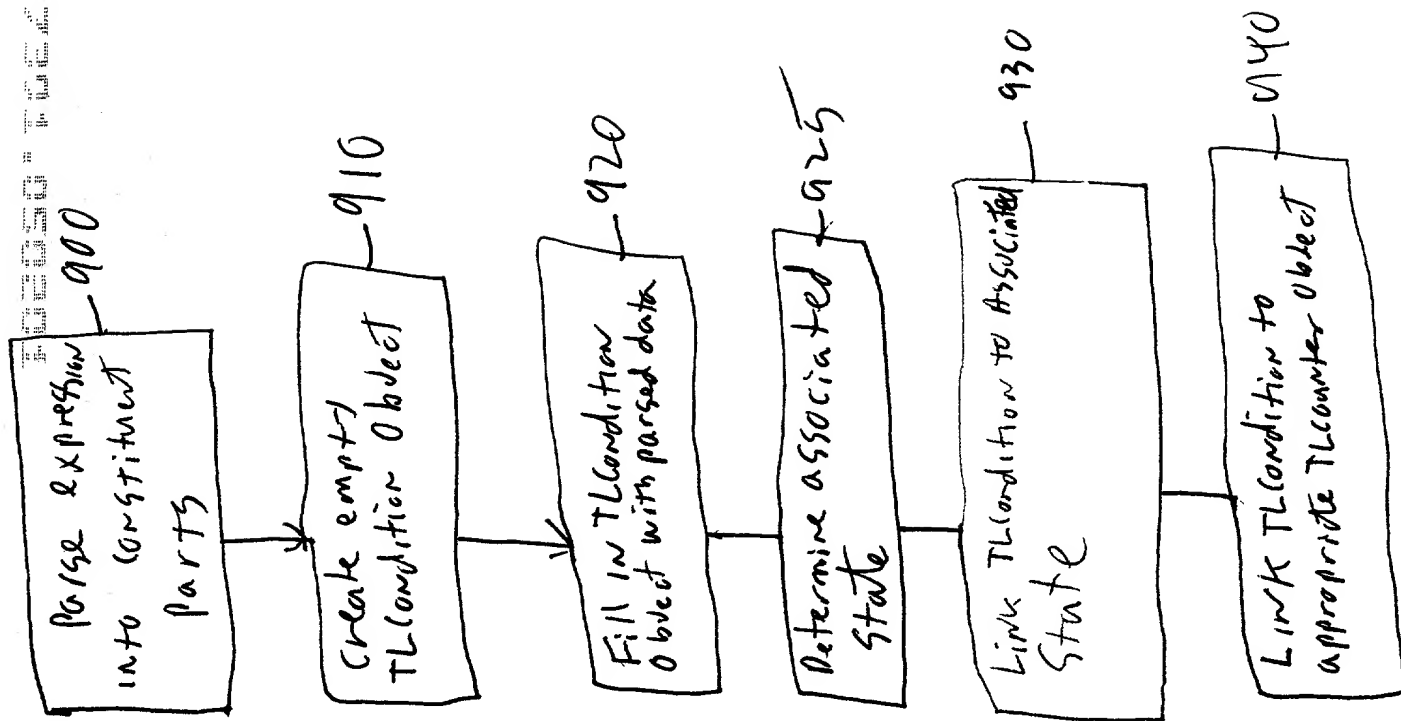 Parse expression
into constituent
parts
900
Create empty
TLCondition Object
910
Fill in TLCondition
Object with parsed data
920
Determine associated
State
925
Link TLCondition to Associated
State
930
Link TLCondition to
appropriate TLCounter Object
940